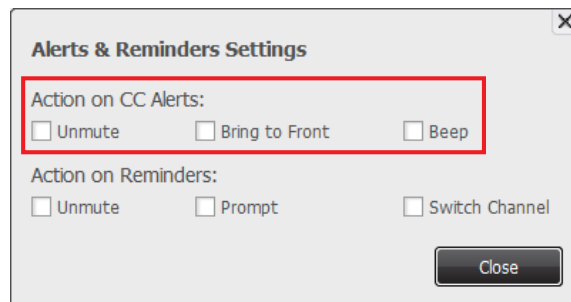 Alerts & Reminders Settings
Action on CC Alerts:
Unmute Bring to Front Beep
Action on Reminders:
Unmute Prompt Switch Channel
Close